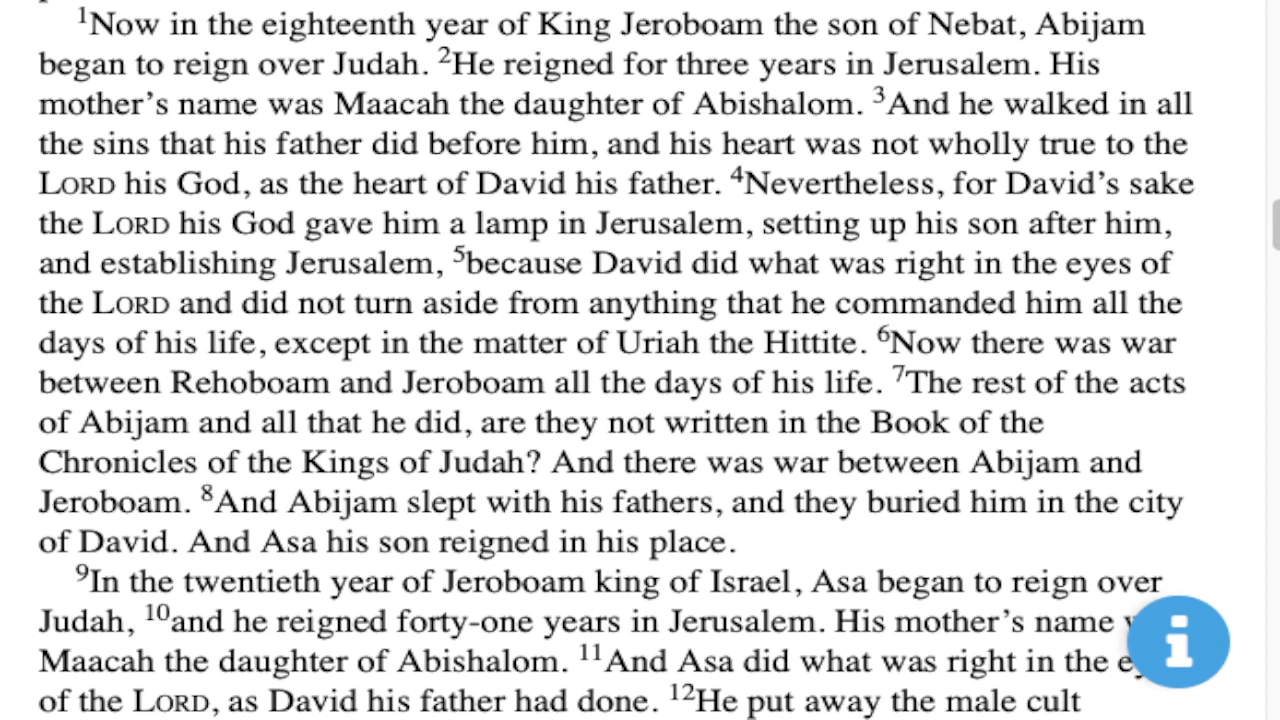 ¹Now in the eighteenth year of King Jeroboam the son of Nebat, Abijam
began to reign over Judah. ²He reigned for three years in Jerusalem. His
mother’s name was Maacah the daughter of Abishalom. ³And he walked in all
the sins that his father did before him, and his heart was not wholly true to the
LORD his God, as the heart of David his father. ⁴Nevertheless, for David’s sake
the LORD his God gave him a lamp in Jerusalem, setting up his son after him,
and establishing Jerusalem, ⁵because David did what was right in the eyes of
the LORD and did not turn aside from anything that he commanded him all the
days of his life, except in the matter of Uriah the Hittite. ⁶Now there was war
between Rehoboam and Jeroboam all the days of his life. ⁷The rest of the acts
of Abijam and all that he did, are they not written in the Book of the
Chronicles of the Kings of Judah? And there was war between Abijam and
Jeroboam. ⁸And Abijam slept with his fathers, and they buried him in the city
of David. And Asa his son reigned in his place.
⁹In the twentieth year of Jeroboam king of Israel, Asa began to reign over
Judah, ¹⁰and he reigned forty-one years in Jerusalem. His mother’s name
Maacah the daughter of Abishalom. ¹¹And Asa did what was right in the
of the LORD, as David his father had done. ¹²He put away the male cult